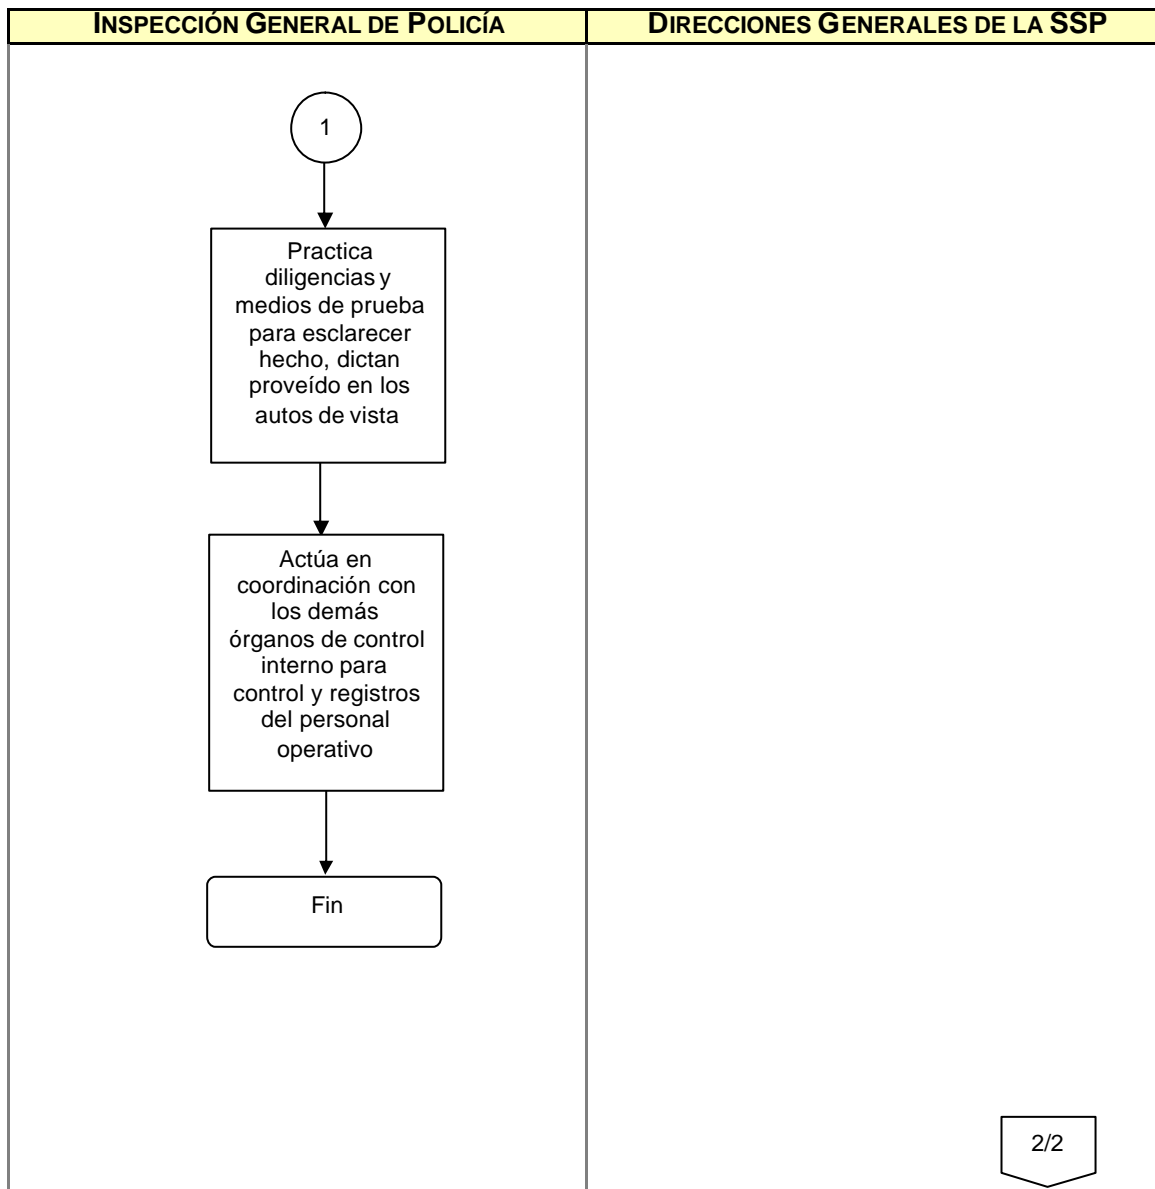 INSPECCIÓN GENERAL DE POLICÍA
DIRECCIONES GENERALES DE LA SSP
1
Practica
diligencias y
medios de prueba
para esclarecer
hecho, dictan
proveído en los
autos de vista
Actúa en
coordinación con
los demás
órganos de control
interno para
control y registros
del personal
operativo
Fin
2/2